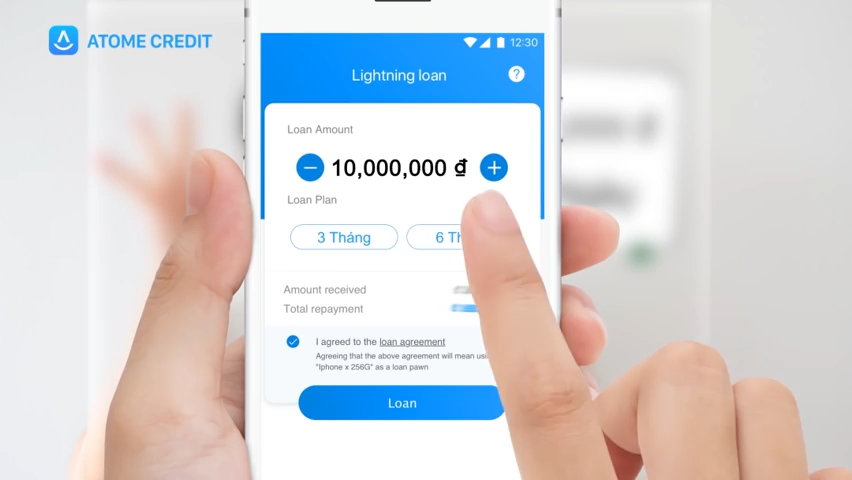 ATOME CREDIT
12:30
Lightning loan
?
Loan Amount
− 10,000,000 ₫ +
Loan Plan
3 Tháng 6
Amount received
Total repayment
I agreed to the loan agreement
Agreeing that the above agreement will mean
"Iphone x 256G" as a loan pawn
Loan